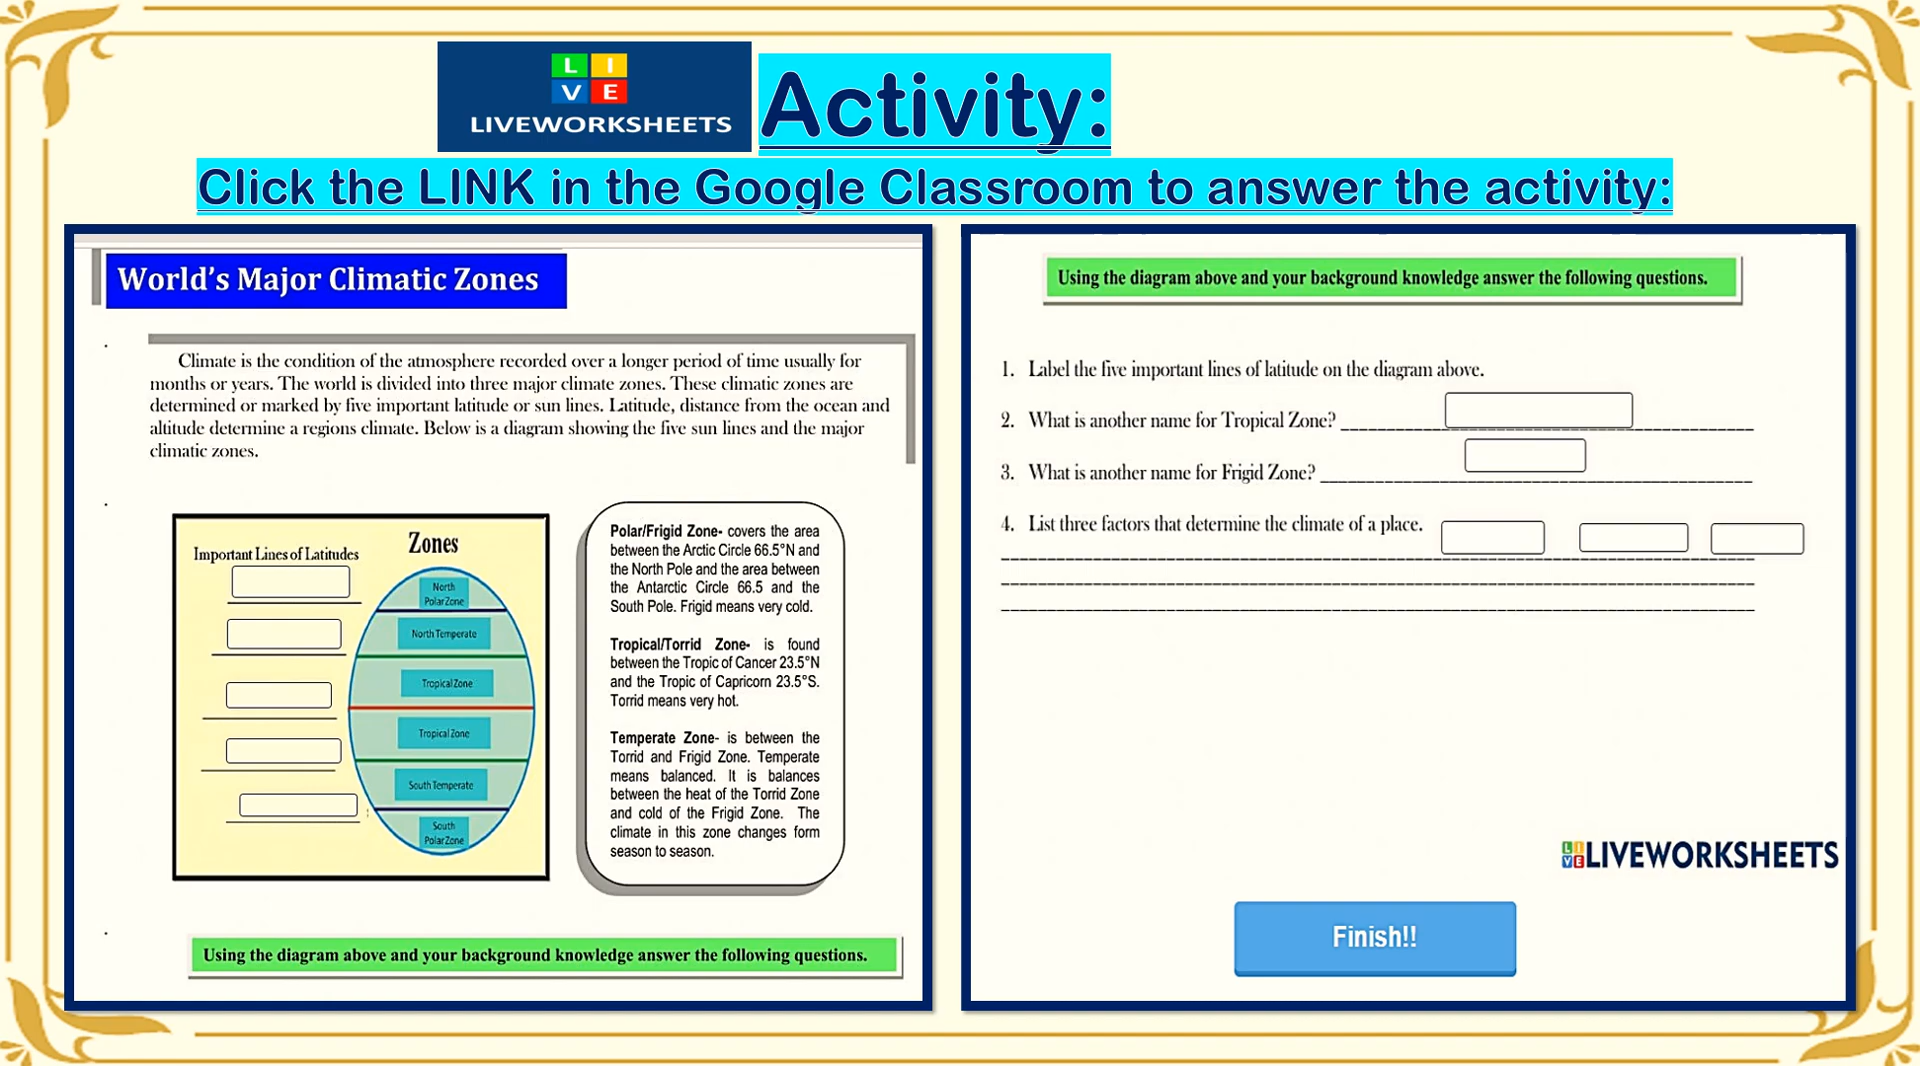 L I
V E
LIVEWORKSHEETS
Activity:
Click the LINK in the Google Classroom to answer the activity:
World's Major Climatic Zones
Climate is the condition of the atmosphere recorded over a longer period of time usually for
months or years. The world is divided into three major climate zones. These climatic zones are
determined or marked by five important latitude or sun lines. Latitude, distance from the ocean and
altitude determine a regions climate. Below is a diagram showing the five sun lines and the major
climatic zones.
Zones
Important Lines of Latitudes
North
Polar Zone
North Temperate
Tropical Zone
Tropical Zone
South Temperate
South
Polar Zone
Polar/Frigid Zone- covers the area
between the Arctic Circle 66.5°N and
the North Pole and the area between
the Antarctic Circle 66.5 and the
South Pole. Frigid means very cold.
Tropical/Torrid Zone- is found
between the Tropic of Cancer 23.5°N
and the Tropic of Capricorn 23.5°S.
Torrid means very hot.
Temperate Zone- is between the
Torrid and Frigid Zone. Temperate
means balanced. It is balances
between the heat of the Torrid Zone
and cold of the Frigid Zone. The
climate in this zone changes form
season to season.
Using the diagram above and your background knowledge answer the following questions.
Using the diagram above and your background knowledge answer the following questions.
1. Label the five important lines of latitude on the diagram above.
2. What is another name for Tropical Zone?
3. What is another name for Frigid Zone?
4. List three factors that determine the climate of a place.
LIVE LIVEWORKSHEETS
Finish!!